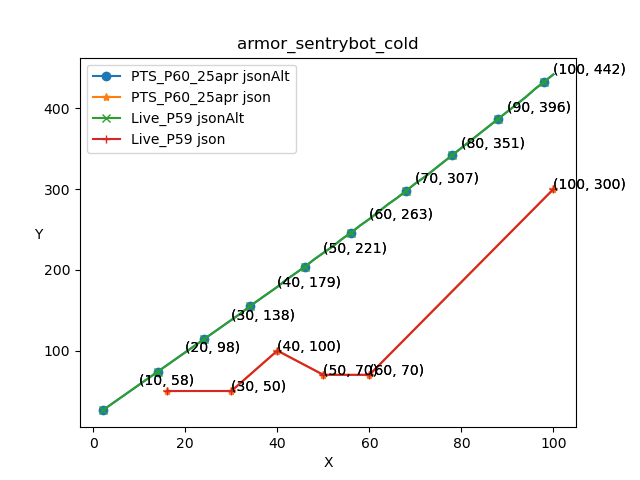 armor_sentrybot_cold
PTS_P60_25apr jsonAlt
PTS_P60_25apr json
Live_P59 jsonAlt
Live_P59 json
(100, 442)
(90, 396)
(80, 351)
(70, 307)
(100, 300)
(60, 263)
(50, 221)
(40, 179)
(30, 138)
(20, 98)
(40, 100)
(50, 70)
(60, 70)
(10, 58)
(30, 50)
400
300
200
100
Y
0 20 40 60 80 100
X